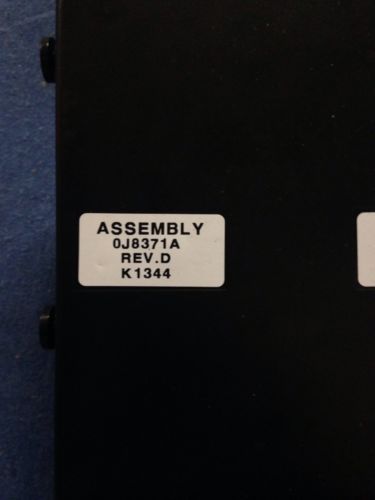 ASSEMBLY
0J8371A
REV.D
K1344